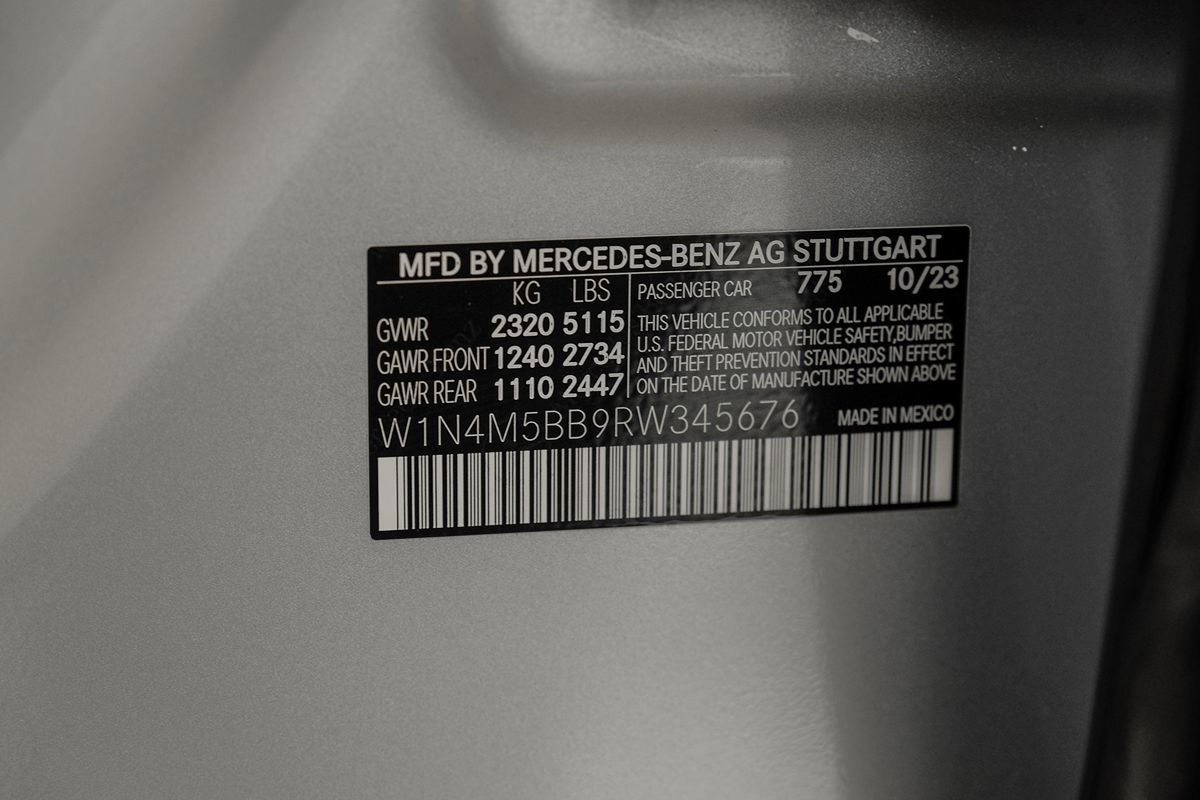 MFD BY MERCEDES-BENZ AG STUTTGART
KG LBS
GVWR 2320 5115
GAWR FRONT 1240 2734
GAWR REAR 1110 2447
PASSENGER CAR 775 10/23
THIS VEHICLE CONFORMS TO ALL APPLICABLE
U.S. FEDERAL MOTOR VEHICLE SAFETY,BUMPER
AND THEFT PREVENTION STANDARDS IN EFFECT
ON THE DATE OF MANUFACTURE SHOWN ABOVE
W1N4M5BB9RW345676 MADE IN MEXICO